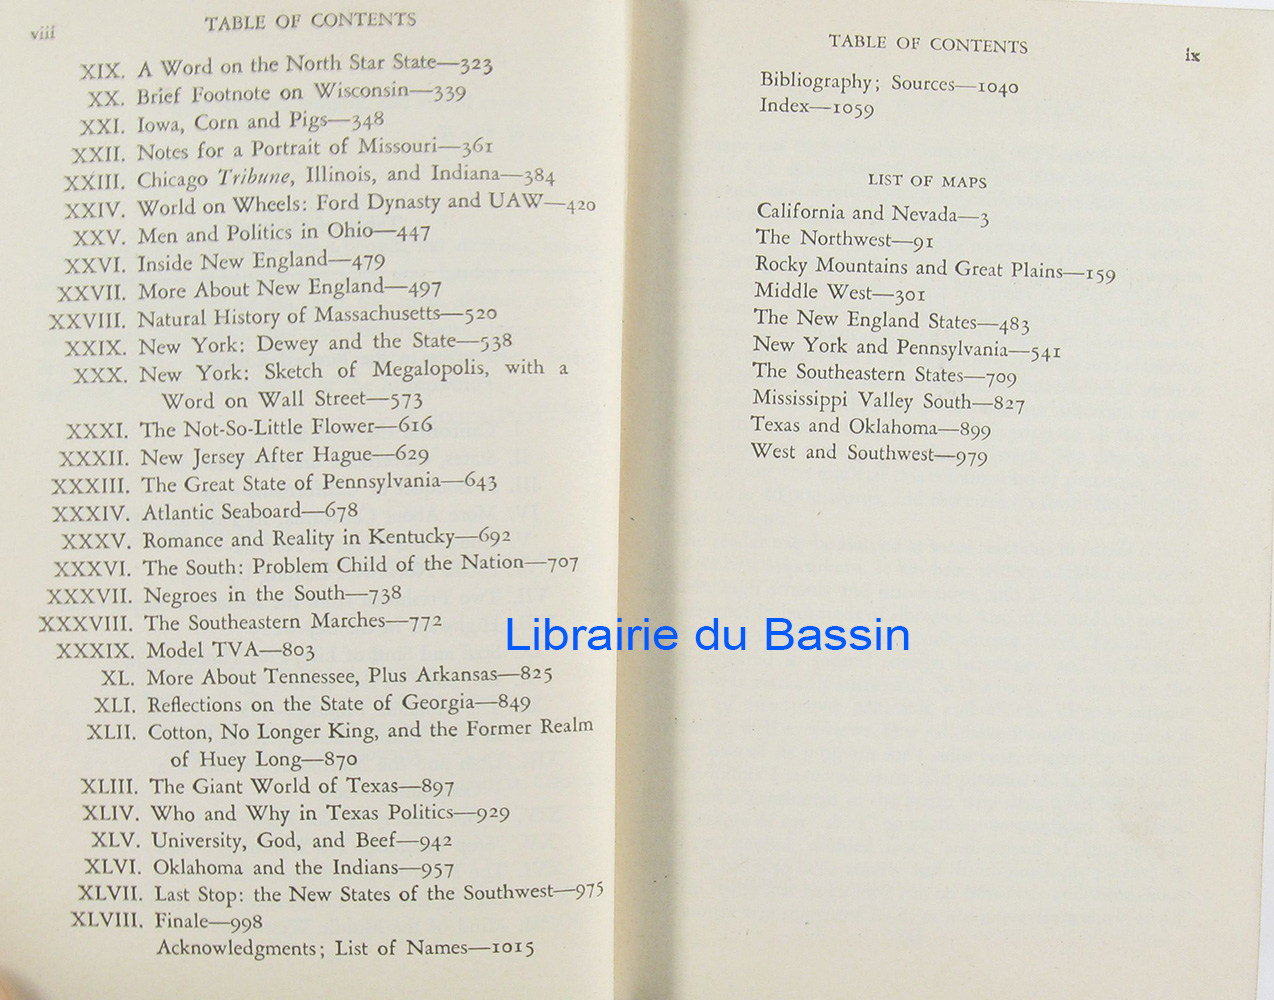 viii
TABLE OF CONTENTS
XIX. A Word on the North Star State—323
XX. Brief Footnote on Wisconsin—339
XXI. Iowa, Corn and Pigs—348
XXII. Notes for a Portrait of Missouri—361
XXIII. Chicago Tribune, Illinois, and Indiana—384
XXIV. World on Wheels: Ford Dynasty and UAW—420
XXV. Men and Politics in Ohio—447
XXVI. Inside New England—479
XXVII. More About New England—497
XXVIII. Natural History of Massachusetts—520
XXIX. New York: Dewey and the State—538
XXX. New York: Sketch of Megalopolis, with a
Word on Wall Street—573
XXXI. The Not-So-Little Flower—616
XXXII. New Jersey After Hague—629
XXXIII. The Great State of Pennsylvania—643
XXXIV. Atlantic Seaboard—678
XXXV. Romance and Reality in Kentucky—692
XXXVI. The South: Problem Child of the Nation—707
XXXVII. Negroes in the South—738
XXXVIII. The Southeastern Marches—772
XXXIX. Model TVA—803
XL. More About Tennessee, Plus Arkansas—825
XLI. Reflections on the State of Georgia—849
XLII. Cotton, No Longer King, and the Former Realm
of Huey Long—870
XLIII. The Giant World of Texas—897
XLIV. Who and Why in Texas Politics—929
XLV. University, God, and Beef—942
XLVI. Oklahoma and the Indians—957
XLVII. Last Stop: the New States of the Southwest—975
XLVIII. Finale—998
Acknowledgments; List of Names—1015
TABLE OF CONTENTS
ix
Bibliography; Sources—1040
Index—1059
LIST OF MAPS
California and Nevada—3
The Northwest—91
Rocky Mountains and Great Plains—159
Middle West—301
The New England States—483
New York and Pennsylvania—541
The Southeastern States—709
Mississippi Valley South—827
Texas and Oklahoma—899
West and Southwest—979
Librairie du Bassin